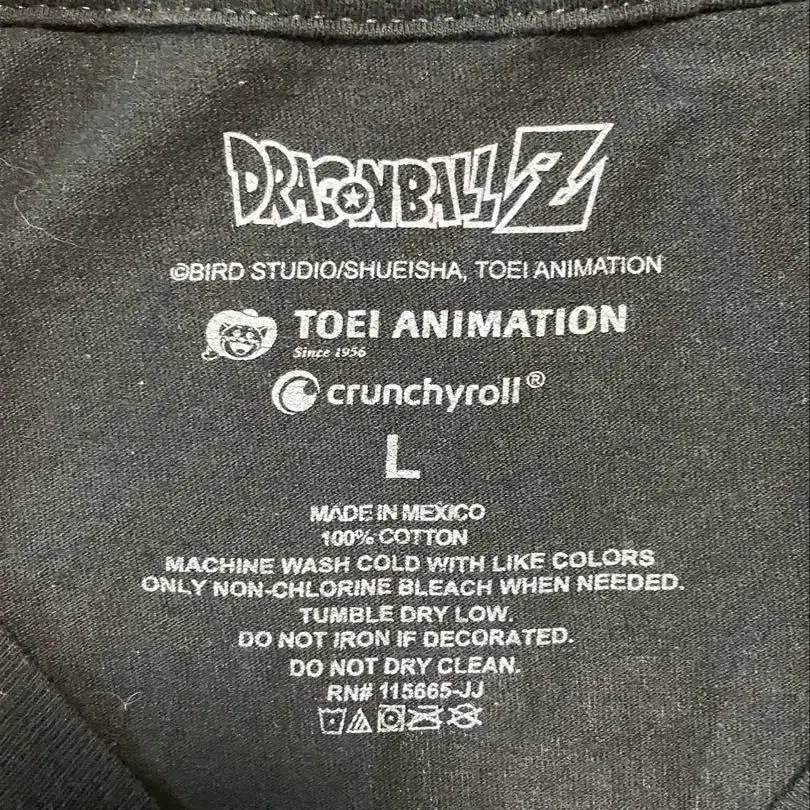 DRAGONBALL Z
©BIRD STUDIO/SHUEISHA, TOEI ANIMATION
TOEI ANIMATION
Since 1956
crunchyroll®
L
MADE IN MEXICO
100% COTTON
MACHINE WASH COLD WITH LIKE COLORS
ONLY NON-CHLORINE BLEACH WHEN NEEDED.
TUMBLE DRY LOW.
DO NOT IRON IF DECORATED.
DO NOT DRY CLEAN.
RN# 115665-JJ